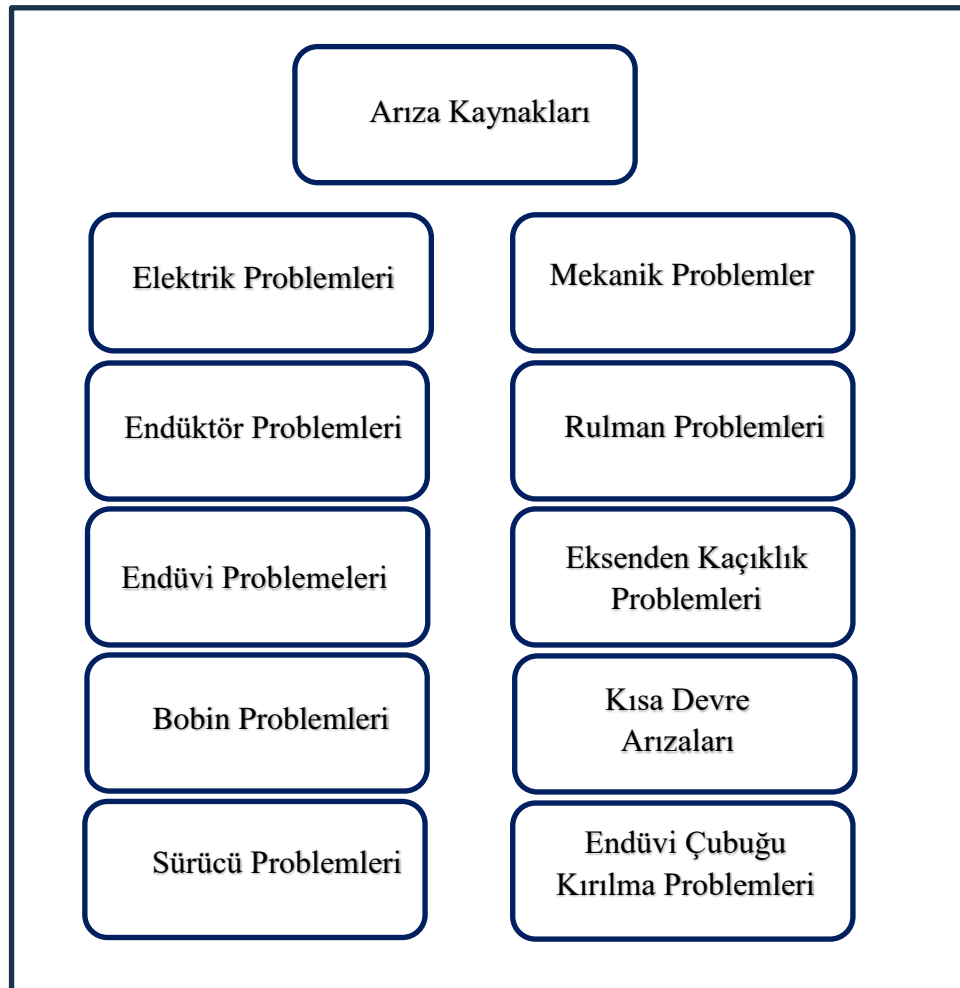 Arıza Kaynakları
Elektrik Problemleri
Mekanik Problemler
Endüktör Problemleri
Rulman Problemleri
Endüvi Problemeleri
Eksenden Kaçıklık
Problemleri
Bobin Problemleri
Kısa Devre
Arızaları
Sürücü Problemleri
Endüvi Çubuğu
Kırılma Problemleri